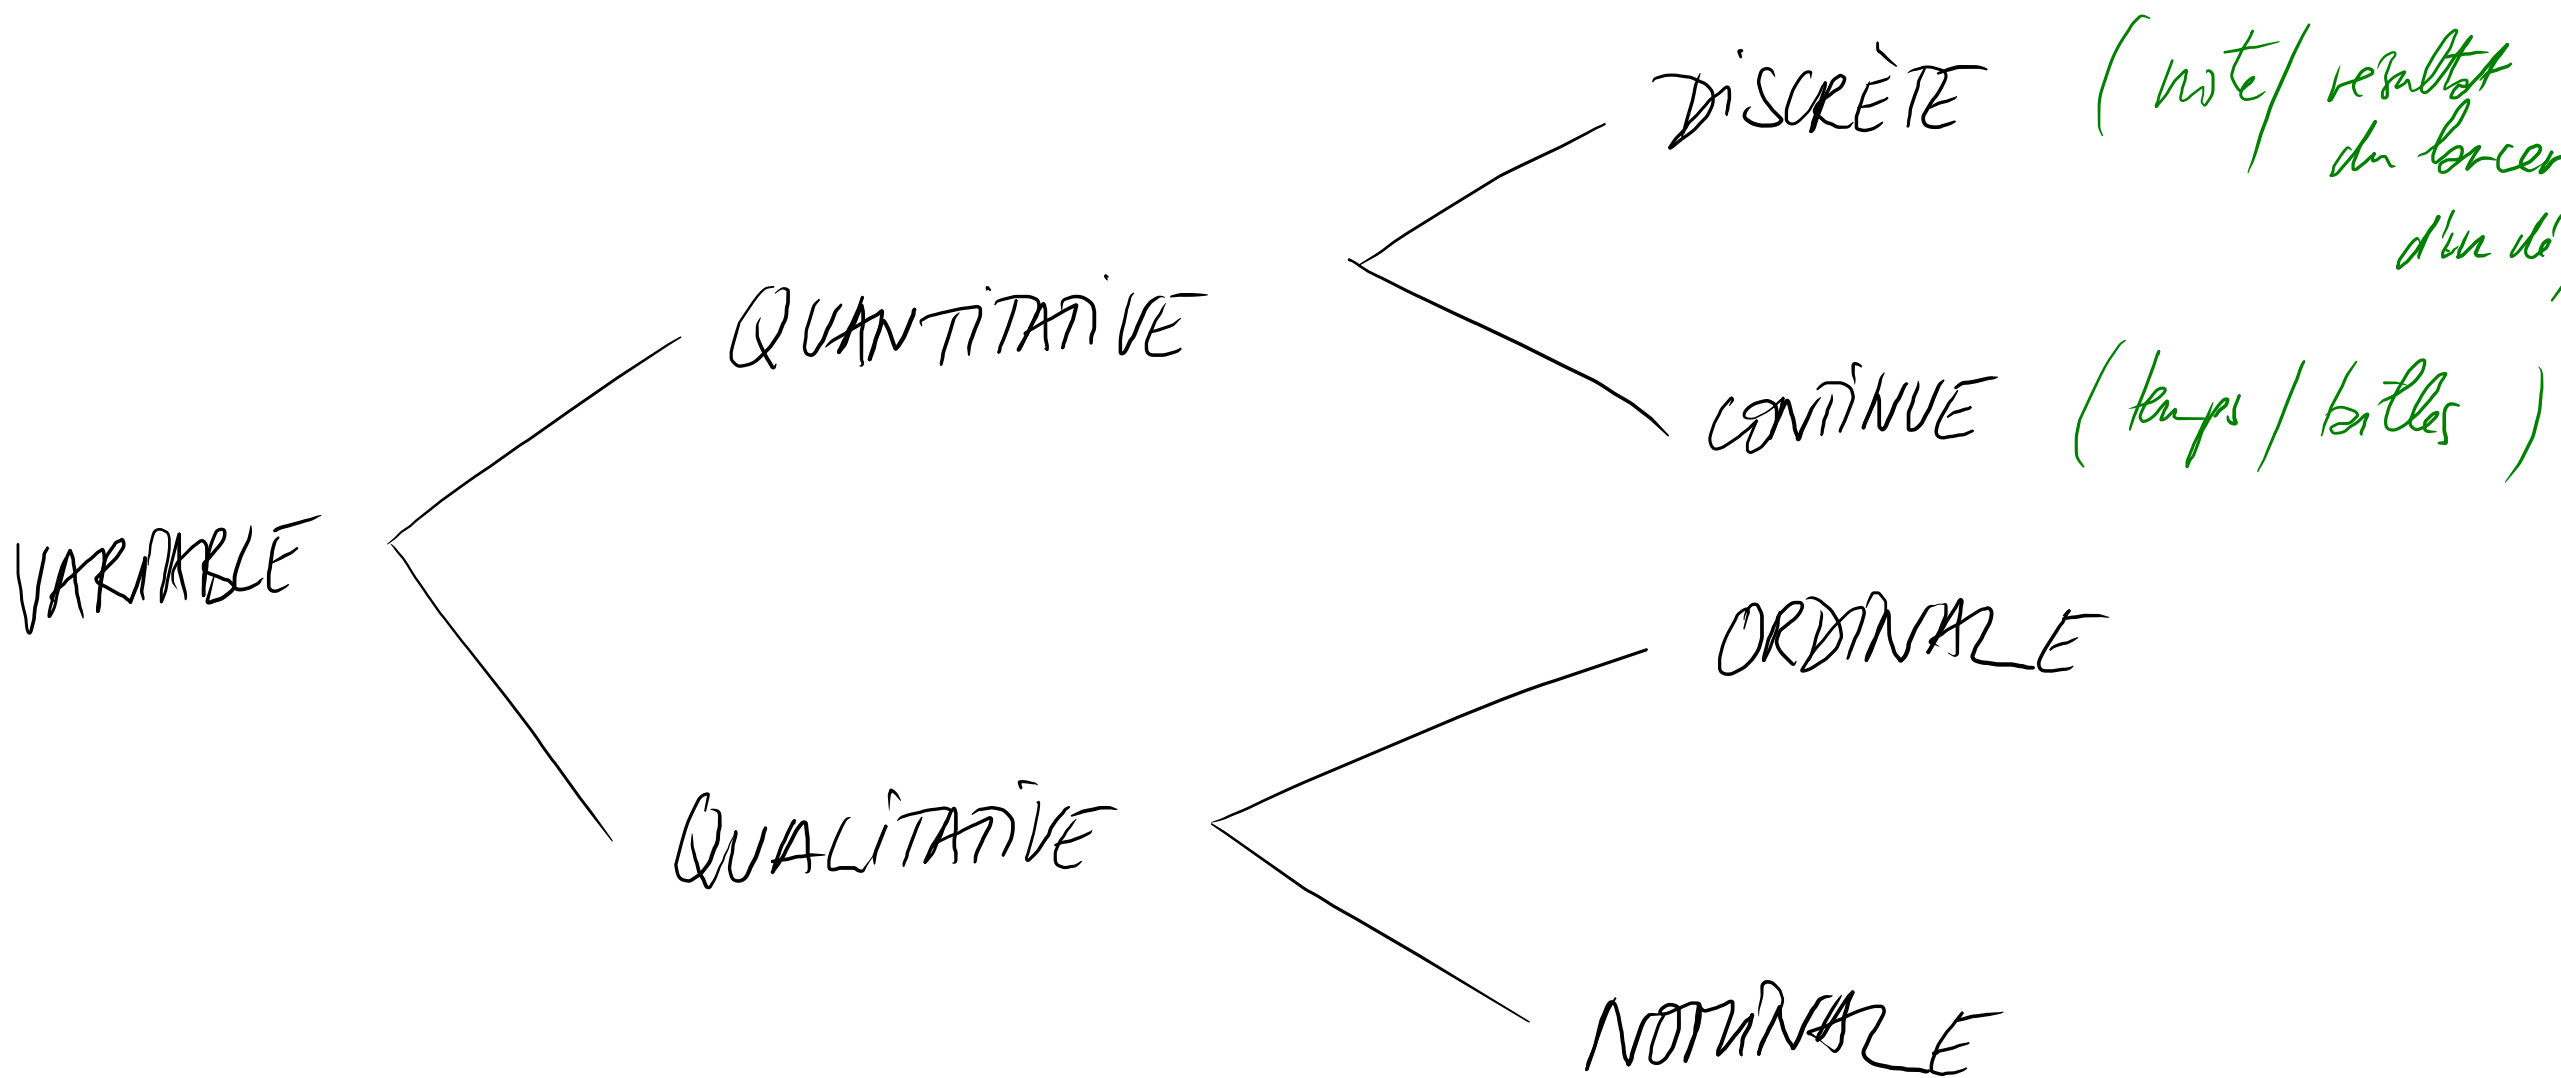 DISCRÈTE (note / résultat
du lancer
d'un dé
QUANTITATIVE
CONTINUE (temps / tailles)
VARIABLE
ORDINALE
QUALITATIVE
NOMINALE